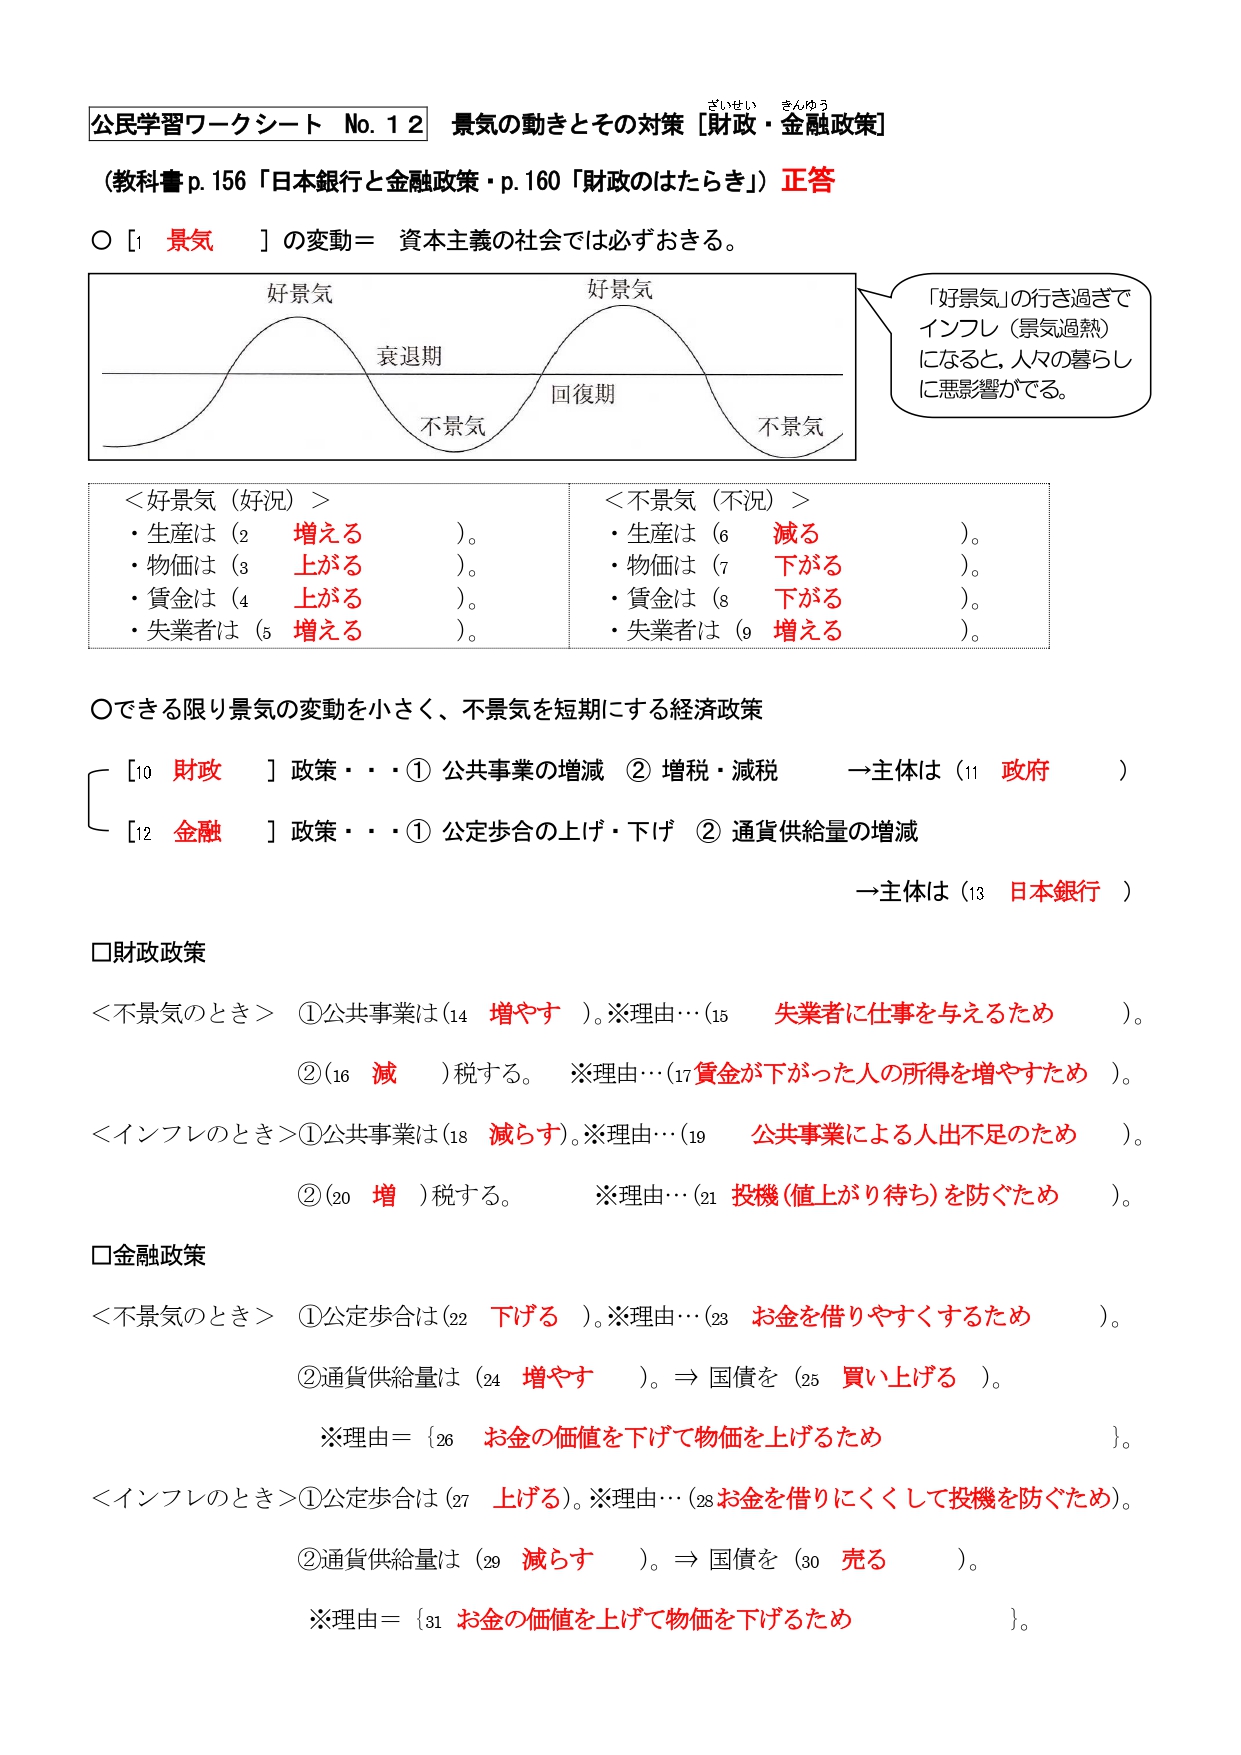 ざいせい　きんゆう
公民学習ワークシート　No.１２　景気の動きとその対策［財政・金融政策］
（教科書p.156「日本銀行と金融政策・p.160「財政のはたらき」）正答
○［1　景気　　］の変動＝　資本主義の社会では必ずおきる。
好景気　好景気
衰退期
回復期
不景気　不景気
「好景気」の行き過ぎで
インフレ（景気過熱）
になると，人々の暮らし
に悪影響がでる。
＜好景気（好況）＞
・生産は（2　増える　）。
・物価は（3　上がる　）。
・賃金は（4　上がる　）。
・失業者は（5　増える　）。
＜不景気（不況）＞
・生産は（6　減る　）。
・物価は（7　下がる　）。
・賃金は（8　下がる　）。
・失業者は（9　増える　）。
○できる限り景気の変動を小さく、不景気を短期にする経済政策
［10　財政　　］政策・・・① 公共事業の増減　② 増税・減税　　→主体は（11　政府　　）
［12　金融　　］政策・・・① 公定歩合の上げ・下げ　② 通貨供給量の増減
→主体は（13　日本銀行　）
□財政政策
＜不景気のとき＞　①公共事業は(14　増やす　)。※理由…(15　失業者に仕事を与えるため　)。
②(16　減　)税する。　※理由…(17賃金が下がった人の所得を増やすため　)。
＜インフレのとき＞①公共事業は(18　減らす)。※理由…(19　公共事業による人出不足のため　)。
②(20　増　)税する。　※理由…(21　投機(値上がり待ち)を防ぐため　)。
□金融政策
＜不景気のとき＞　①公定歩合は(22　下げる　)。※理由…(23　お金を借りやすくするため　)。
②通貨供給量は（24　増やす　）。⇒ 国債を（25　買い上げる　）。
※理由＝｛26　お金の価値を下げて物価を上げるため　｝。
＜インフレのとき＞①公定歩合は(27　上げる)。※理由…(28お金を借りにくくして投機を防ぐため)。
②通貨供給量は（29　減らす　）。⇒ 国債を（30　売る　）。
※理由＝｛31　お金の価値を上げて物価を下げるため　｝。